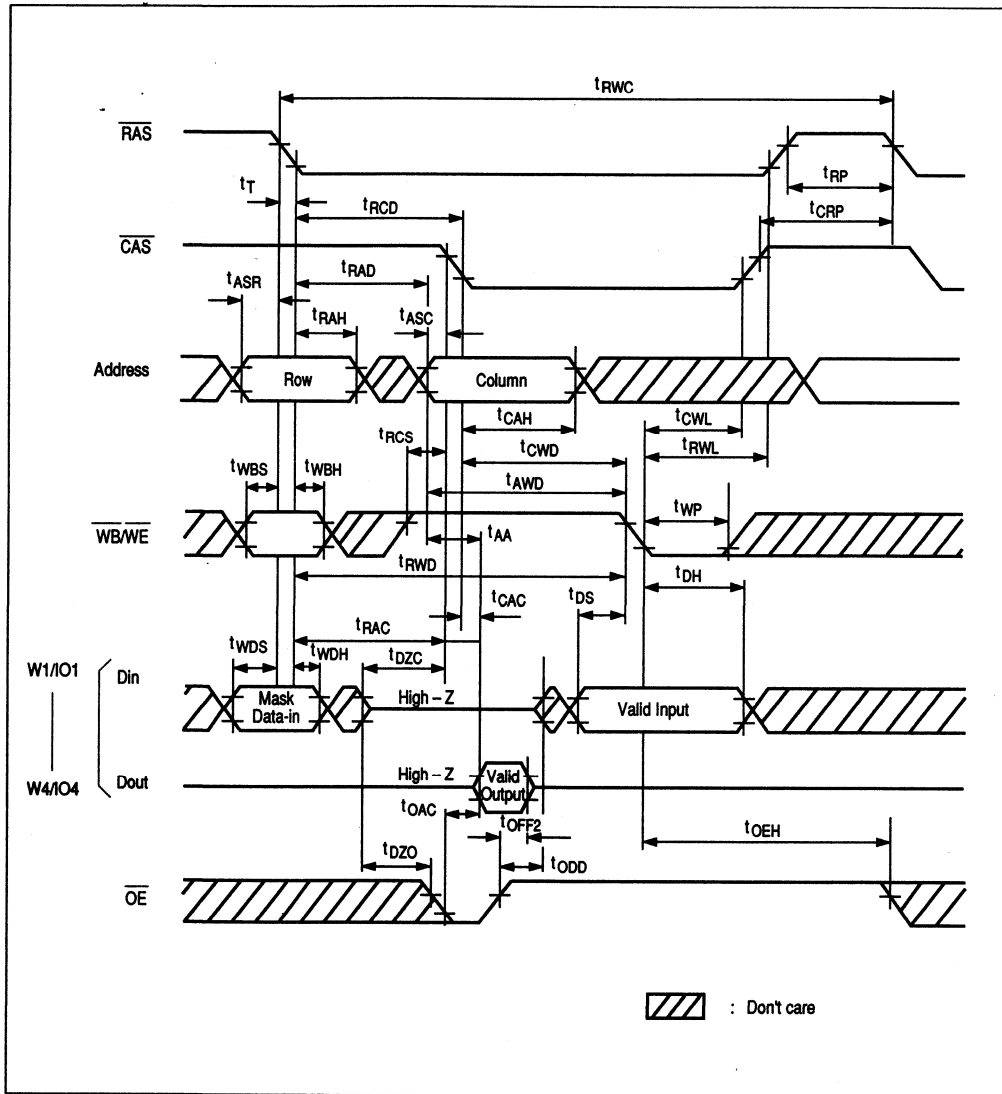 tRWC
RAS
tT
tRP
tRCD
tCRP
CAS
tASR
tRAD
tRAH
tASC
Address
Row
Column
tCAH
tCWL
tRCS
tCWD
tRWL
tWBS
tWBH
tAWD
tWP
WB/WE
tAA
tRWD
tDH
tCAC
tDS
tRAC
tWDS
tWDH
tDZC
W1/IO1
Din
Mask
Data-in
High – Z
Valid Input
W4/IO4
Dout
High – Z
Valid
Output
tOAC
tOFF2
tOEH
tDZO
tODD
OE
: Don't care